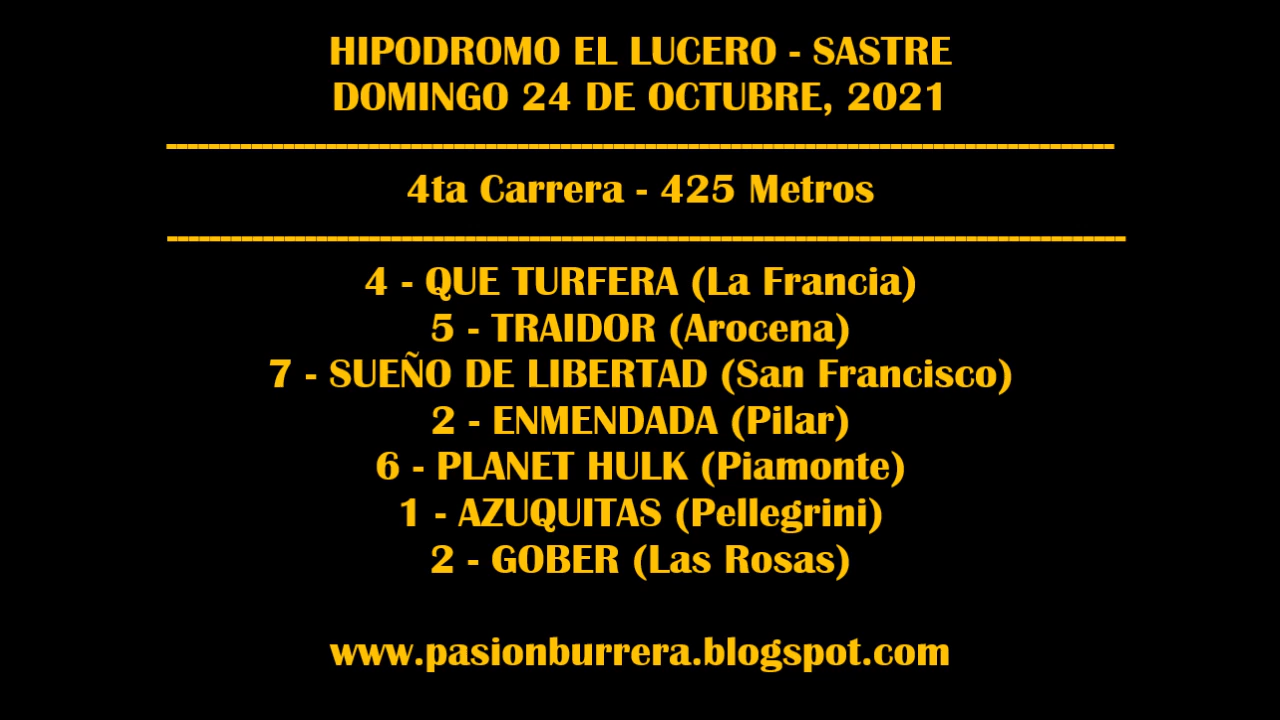 HIPODROMO EL LUCERO - SASTRE
DOMINGO 24 DE OCTUBRE, 2021
4ta Carrera - 425 Metros
4 - QUE TURFERA (La Francia)
5 - TRAIDOR (Arocena)
7 - SUEÑO DE LIBERTAD (San Francisco)
2 - ENMENDADA (Pilar)
6 - PLANET HULK (Piamonte)
1 - AZUQUITAS (Pellegrini)
2 - GOBER (Las Rosas)
www.pasionburrera.blogspot.com